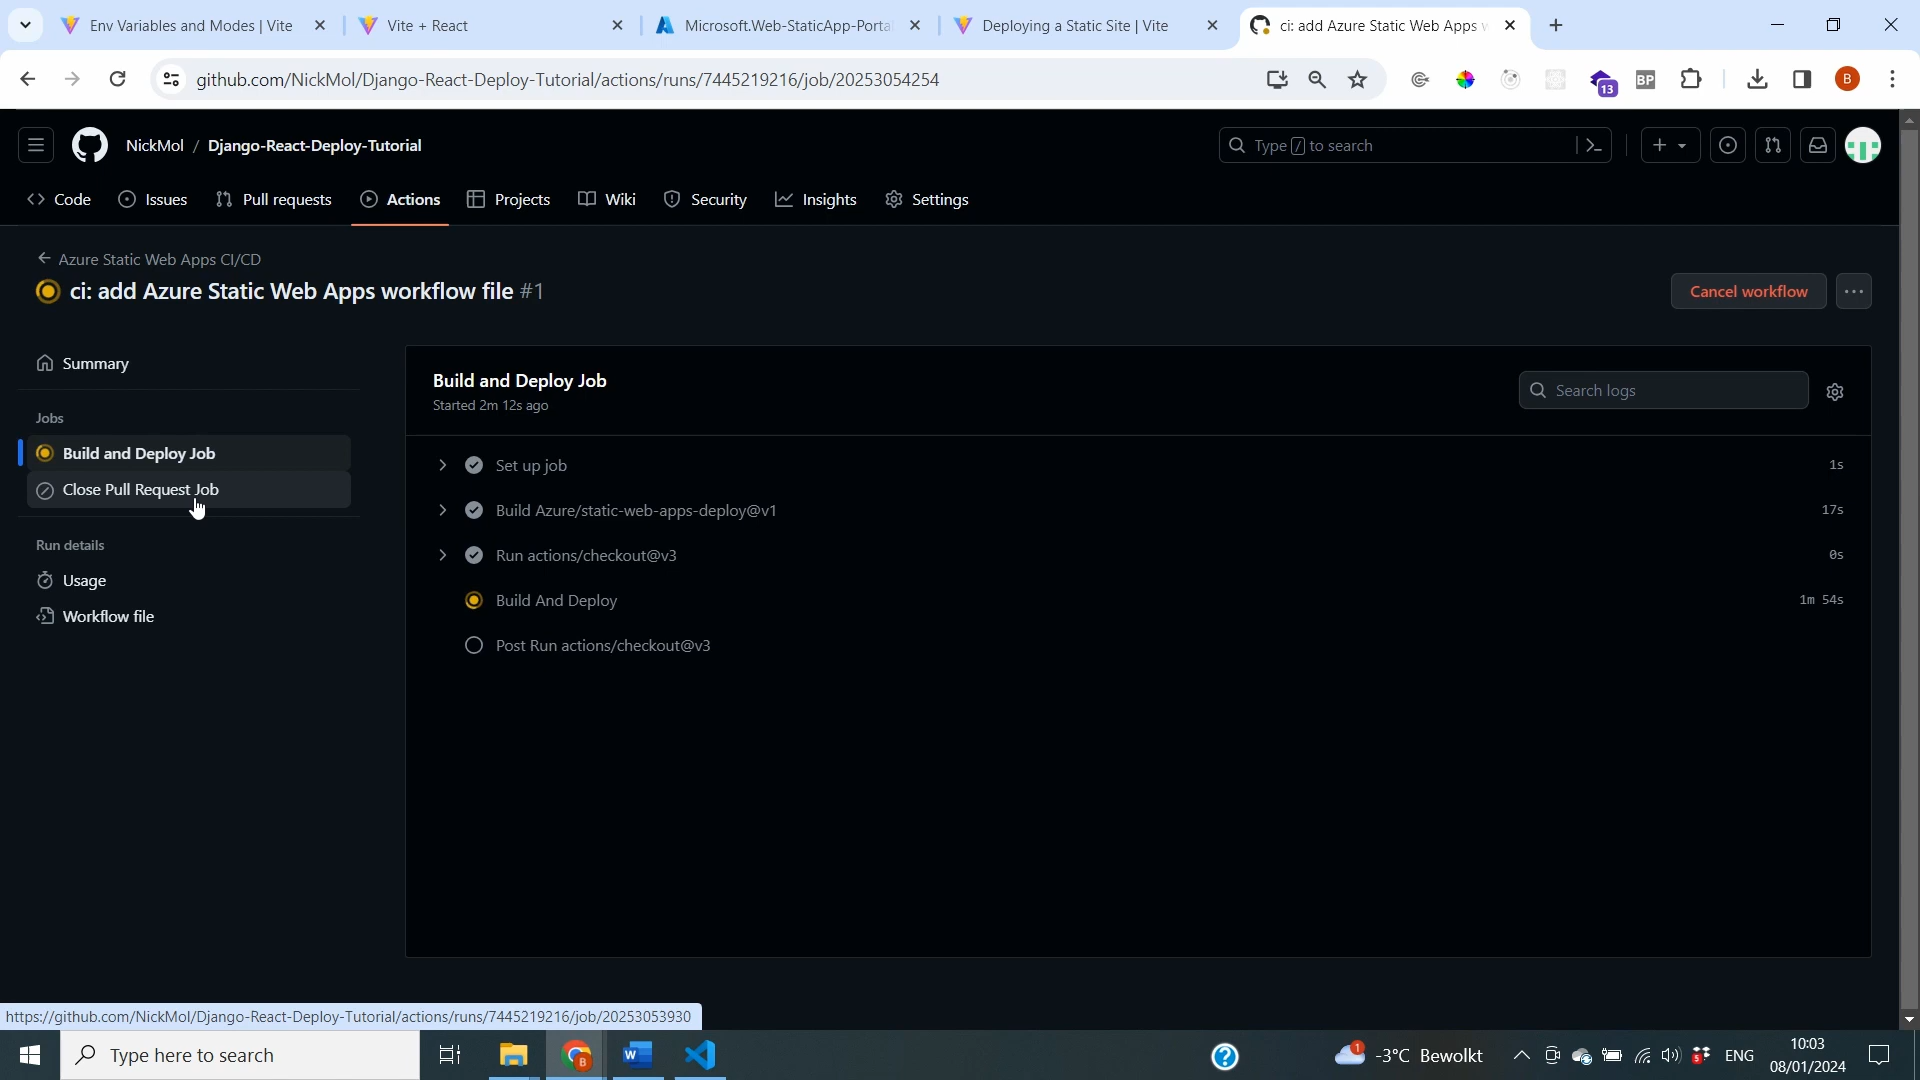 Env Variables and Modes | Vite
Vite + React
Microsoft.Web-StaticApp-Porta
Deploying a Static Site | Vite
ci: add Azure Static Web Apps w
github.com/NickMol/Django-React-Deploy-Tutorial/actions/runs/7445219216/job/20253054254
13
BP
B
NickMol / Django-React-Deploy-Tutorial
Type / to search
Code
Issues
Pull requests
Actions
Projects
Wiki
Security
Insights
Settings
Azure Static Web Apps CI/CD
ci: add Azure Static Web Apps workflow file #1
Cancel workflow
Summary
Jobs
Build and Deploy Job
Close Pull Request Job
Run details
Usage
Workflow file
Build and Deploy Job
Started 2m 12s ago
Search logs
Set up job 1s
Build Azure/static-web-apps-deploy@v1 17s
Run actions/checkout@v3 0s
Build And Deploy 1m 54s
Post Run actions/checkout@v3
https://github.com/NickMol/Django-React-Deploy-Tutorial/actions/runs/7445219216/job/20253053930
Type here to search
B
W
?
1
-3°C Bewolkt
5
ENG
10:03
08/01/2024